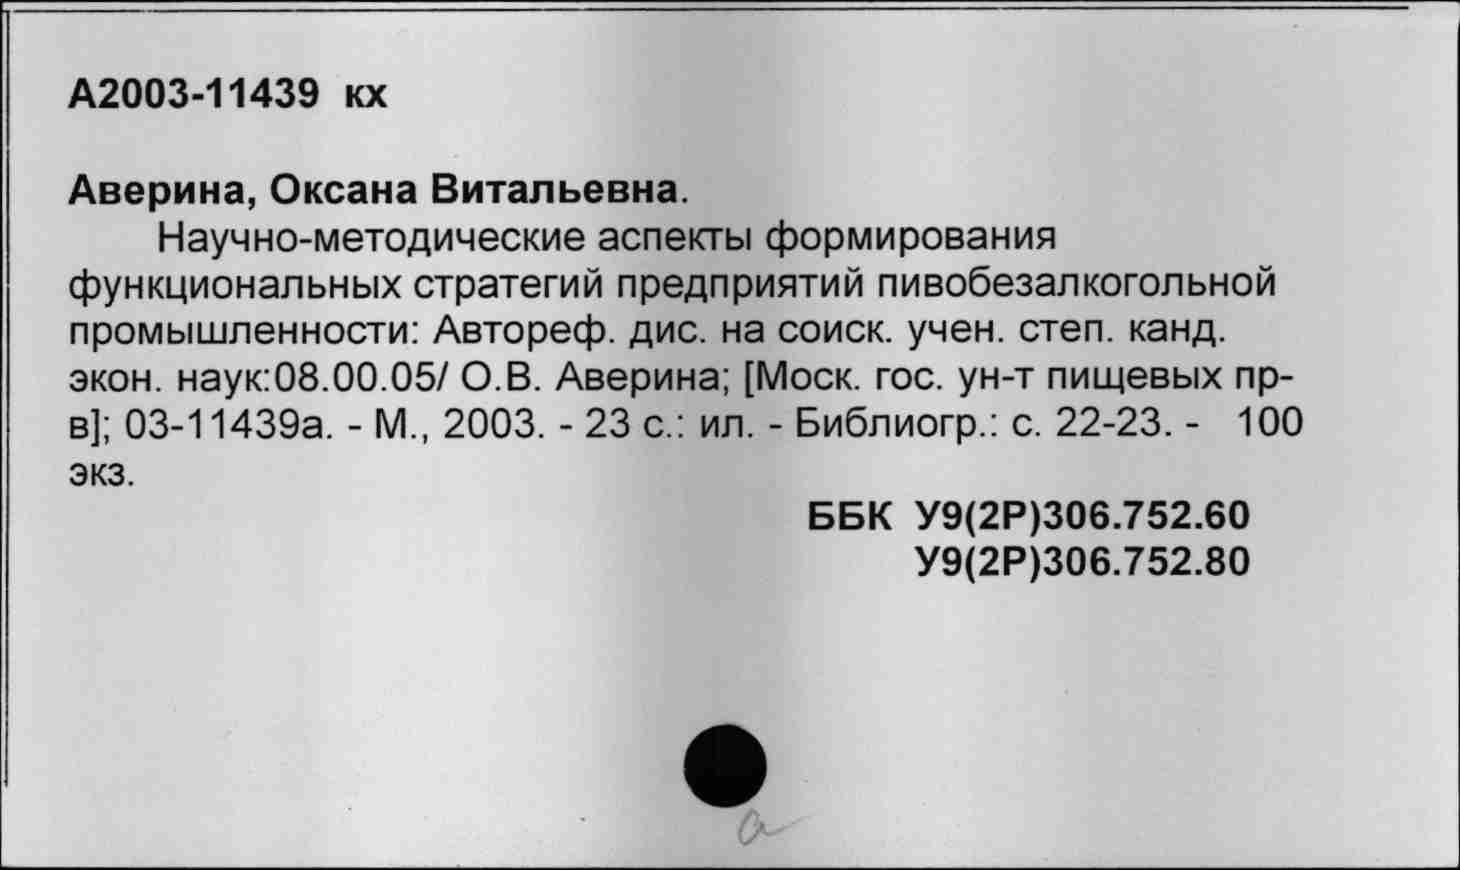 А2003-11439 кх
Аверина, Оксана Витальевна.
Научно-методические аспекты формирования
функциональных стратегий предприятий пивобезалкогольной
промышленности: Автореф. дис. на соиск. учен. степ. канд.
экон. наук:08.00.05/ О.В. Аверина; [Моск. гос. ун-т пищевых пр-
в]; 03-11439а. - М., 2003. - 23 с.: ил. - Библиогр.: с. 22-23. - 100
экз.
ББК У9(2Р)306.752.60
У9(2Р)306.752.80
а